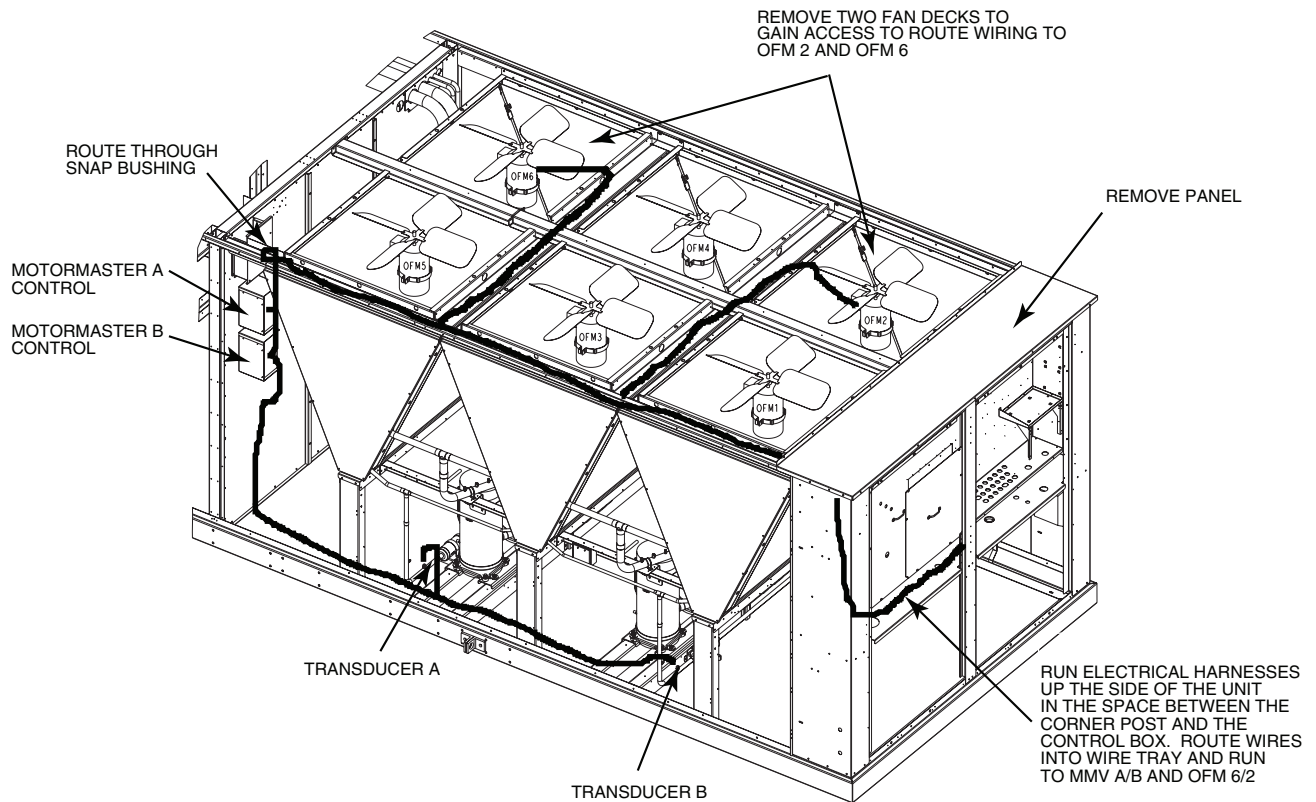 REMOVE TWO FAN DECKS TO
GAIN ACCESS TO ROUTE WIRING TO
OFM 2 AND OFM 6
ROUTE THROUGH
SNAP BUSHING
REMOVE PANEL
MOTORMASTER A
CONTROL
MOTORMASTER B
CONTROL
OFM6
OFM4
OFM5
OFM2
OFM3
OFM1
TRANSDUCER A
TRANSDUCER B
RUN ELECTRICAL HARNESSES
UP THE SIDE OF THE UNIT
IN THE SPACE BETWEEN THE
CORNER POST AND THE
CONTROL BOX.  ROUTE WIRES
INTO WIRE TRAY AND RUN
TO MMV A/B AND OFM 6/2